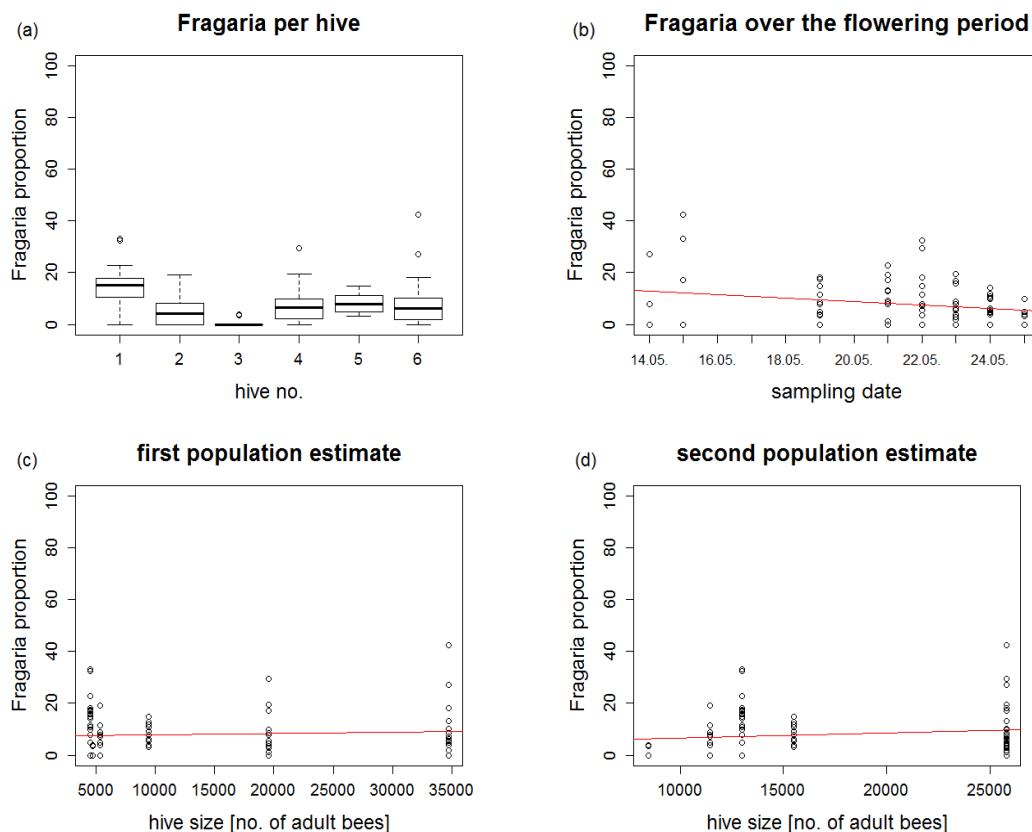 (a)
Fragaria per hive
Fragaria proportion
100
80
60
40
20
0
1 2 3 4 5 6
hive no.
(b)
Fragaria over the flowering period
Fragaria proportion
100
80
60
40
20
0
14.05. 16.05. 18.05. 20.05. 22.05. 24.05.
sampling date
(c)
first population estimate
Fragaria proportion
100
80
60
40
20
0
5000 10000 15000 20000 25000 30000 35000
hive size [no. of adult bees]
(d)
second population estimate
Fragaria proportion
100
80
60
40
20
0
10000 15000 20000 25000
hive size [no. of adult bees]